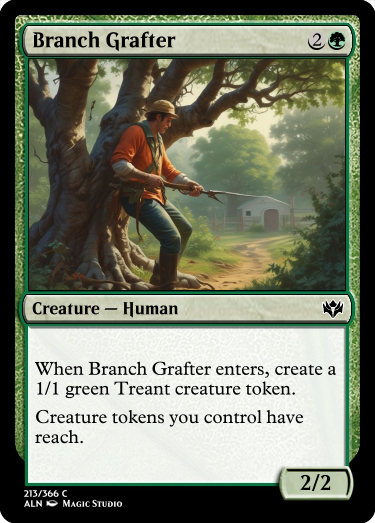 Branch Grafter 2
Creature — Human
When Branch Grafter enters, create a
1/1 green Treant creature token.
Creature tokens you control have
reach.
2/2
213/366 C
ALN Magic Studio